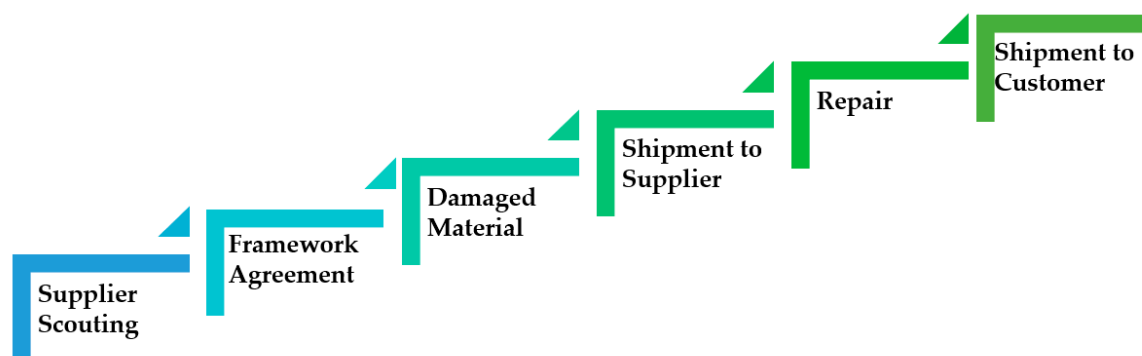 Supplier
Scouting
Framework
Agreement
Damaged
Material
Shipment to
Supplier
Repair
Shipment to
Customer